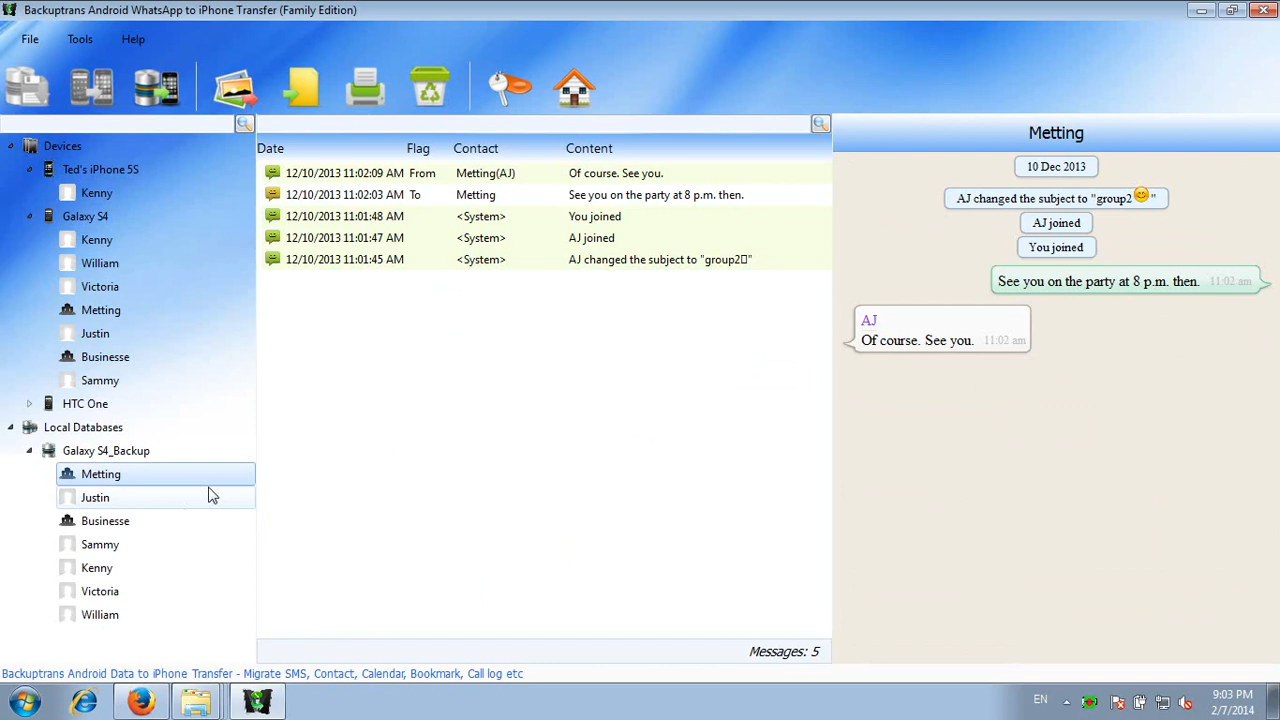 Backuptrans Android WhatsApp to iPhone Transfer (Family Edition)
File Tools Help
Devices
Ted's iPhone 5S
Kenny
Galaxy S4
Kenny
William
Victoria
Metting
Justin
Businesse
Sammy
HTC One
Local Databases
Galaxy S4_Backup
Metting
Justin
Businesse
Sammy
Kenny
Victoria
William
Date Flag Contact Content
12/10/2013 11:02:09 AM From Metting(AJ) Of course. See you.
12/10/2013 11:02:03 AM To Metting See you on the party at 8 p.m. then.
12/10/2013 11:01:48 AM <System> You joined
12/10/2013 11:01:47 AM <System> AJ joined
12/10/2013 11:01:45 AM <System> AJ changed the subject to "group2▯"
Messages: 5
Metting
10 Dec 2013
AJ changed the subject to "group2😊"
AJ joined
You joined
See you on the party at 8 p.m. then. 11:02 am
AJ
Of course. See you. 11:02 am
Backuptrans Android Data to iPhone Transfer - Migrate SMS, Contact, Calendar, Bookmark, Call log etc
EN
9:03 PM
2/7/2014